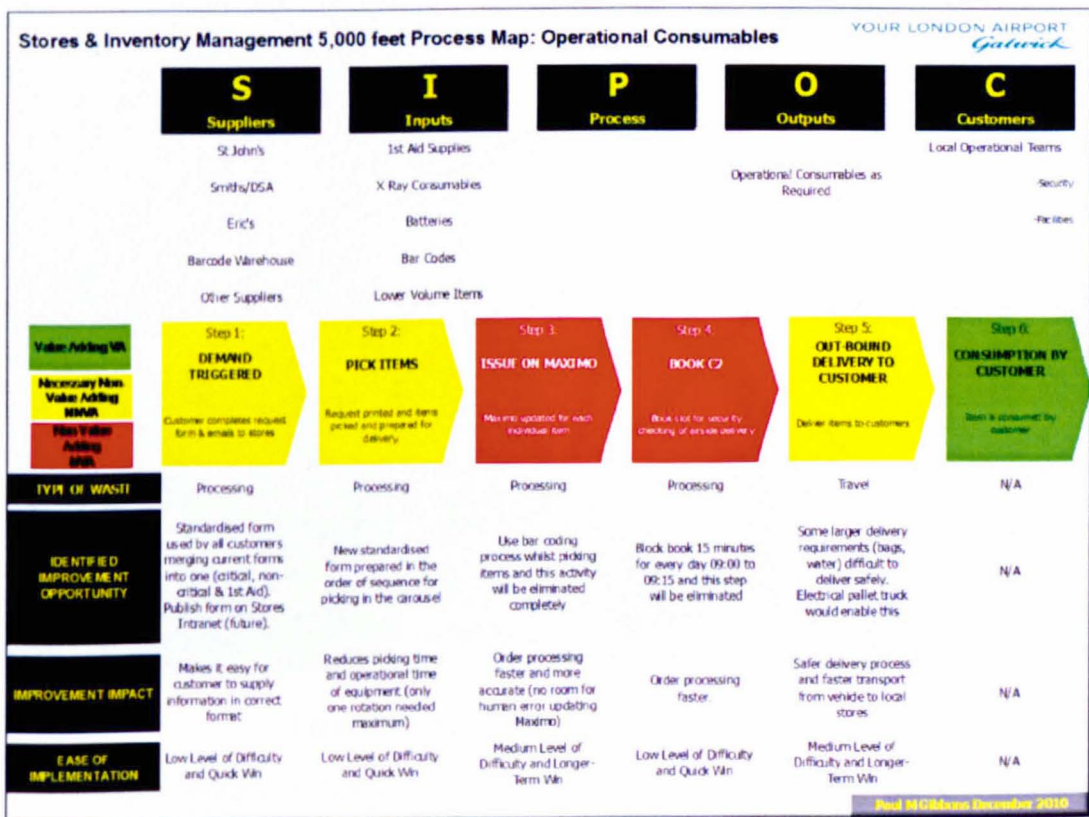 Stores & Inventory Management 5,000 feet Process Map: Operational Consumables
YOUR LONDON AIRPORT
Gatwick
S
Suppliers
I
Inputs
P
Process
O
Outputs
C
Customers
St John's
Smiths/DSA
Eric's
Barcode Warehouse
Other Suppliers
1st Aid Supplies
X Ray Consumables
Batteries
Bar Codes
Lower Volume Items
Operational Consumables as
Required
Local Operational Teams
-Security
-Facilities
Value Adding VA
Necessary Non-
Value Adding
NNVA
Non Value
Adding
NVA
Step 1:
DEMAND
TRIGGERED
Customer completes request
form & emails to stores
Step 2:
PICK ITEMS
Request printed and items
picked and prepared for
delivery.
Step 3:
ISSUE ON MAXIMO
Maximo updated for each
individual item
Step 4:
BOOK C2
Book slot for security
checking of airside delivery
Step 5:
OUT-BOUND
DELIVERY TO
CUSTOMER
Deliver items to customers
Step 6:
CONSUMPTION BY
CUSTOMER
Item is consumed by
customer
TYPE OF WASTE
Processing
Processing
Processing
Processing
Travel
N/A
IDENTIFIED
IMPROVEMENT
OPPORTUNITY
Standardised form
used by all customers
merging current forms
into one (critical, non-
critical & 1st Aid).
Publish form on Stores
Intranet (future).
New standardised
form prepared in the
order of sequence for
picking in the carousel
Use bar coding
process whilst picking
items and this activity
will be eliminated
completely
Block book 15 minutes
for every day 09:00 to
09:15 and this step
will be eliminated
Some larger delivery
requirements (bags,
water) difficult to
deliver safely.
Electrical pallet truck
would enable this
N/A
IMPROVEMENT IMPACT
Makes it easy for
customer to supply
information in correct
format
Reduces picking time
and operational time
of equipment (only
one rotation needed
maximum)
Order processing
faster and more
accurate (no room for
human error updating
Maximo)
Order processing
faster.
Safer delivery process
and faster transport
from vehicle to local
stores
N/A
EASE OF
IMPLEMENTATION
Low Level of Difficulty
and Quick Win
Low Level of Difficulty
and Quick Win
Medium Level of
Difficulty and Longer-
Term Win
Low Level of Difficulty
and Quick Win
Medium Level of
Difficulty and Longer-
Term Win
N/A
Paul M Gibbons December 2010